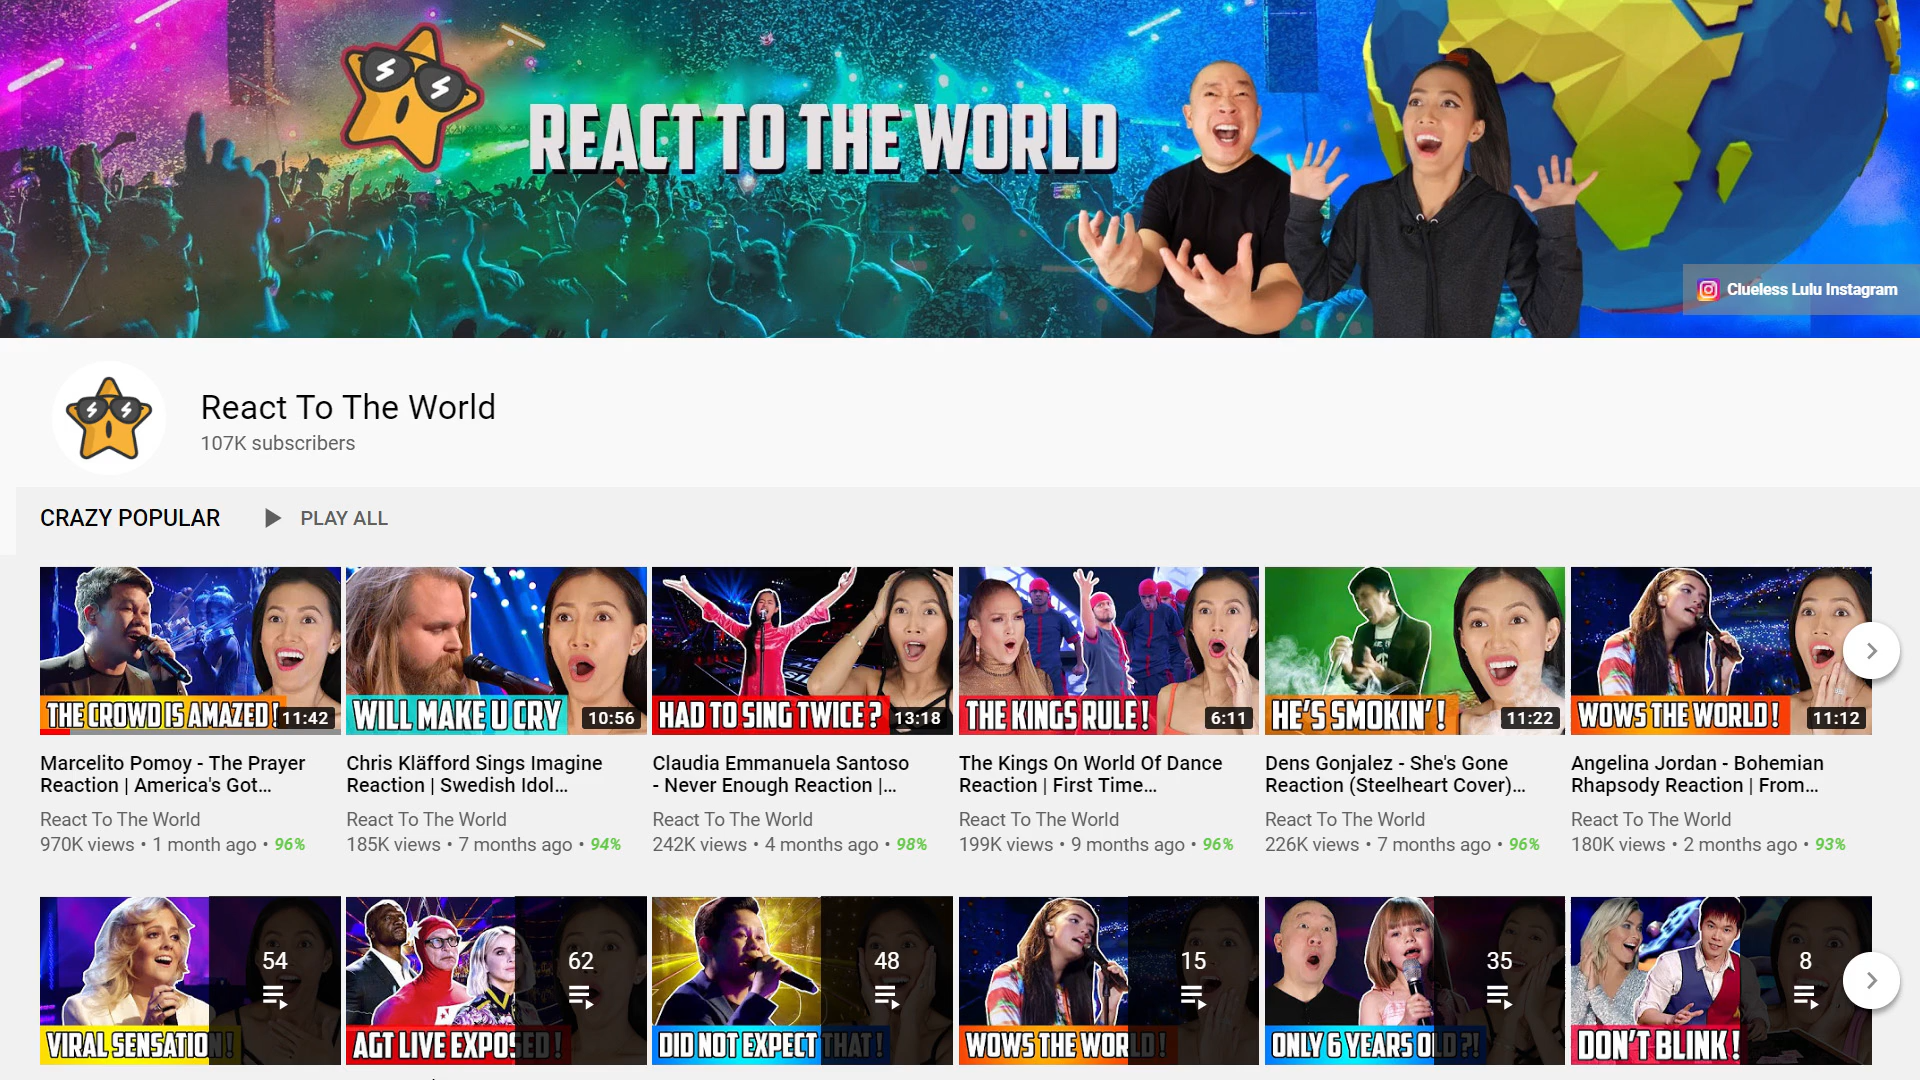 REACT TO THE WORLD
Clueless Lulu Instagram
React To The World
107K subscribers
CRAZY POPULAR
PLAY ALL
THE CROWD IS AMAZED! 11:42
WILL MAKE U CRY 10:56
HAD TO SING TWICE? 13:18
THE KINGS RULE! 6:11
HE'S SMOKIN'! 11:22
WOWS THE WORLD! 11:12
Marcelito Pomoy - The Prayer
Reaction | America's Got...
React To The World
970K views • 1 month ago • 96%
Chris Kläfford Sings Imagine
Reaction | Swedish Idol...
React To The World
185K views • 7 months ago • 94%
Claudia Emmanuela Santoso
- Never Enough Reaction |...
React To The World
242K views • 4 months ago • 98%
The Kings On World Of Dance
Reaction | First Time...
React To The World
199K views • 9 months ago • 96%
Dens Gonjalez - She's Gone
Reaction (Steelheart Cover)...
React To The World
226K views • 7 months ago • 96%
Angelina Jordan - Bohemian
Rhapsody Reaction | From...
React To The World
180K views • 2 months ago • 93%
54
VIRAL SENSATION!
62
AGT LIVE EXPOSED!
48
DID NOT EXPECT THAT!
15
WOWS THE WORLD!
35
ONLY 6 YEARS OLD?!
8
DON'T BLINK!